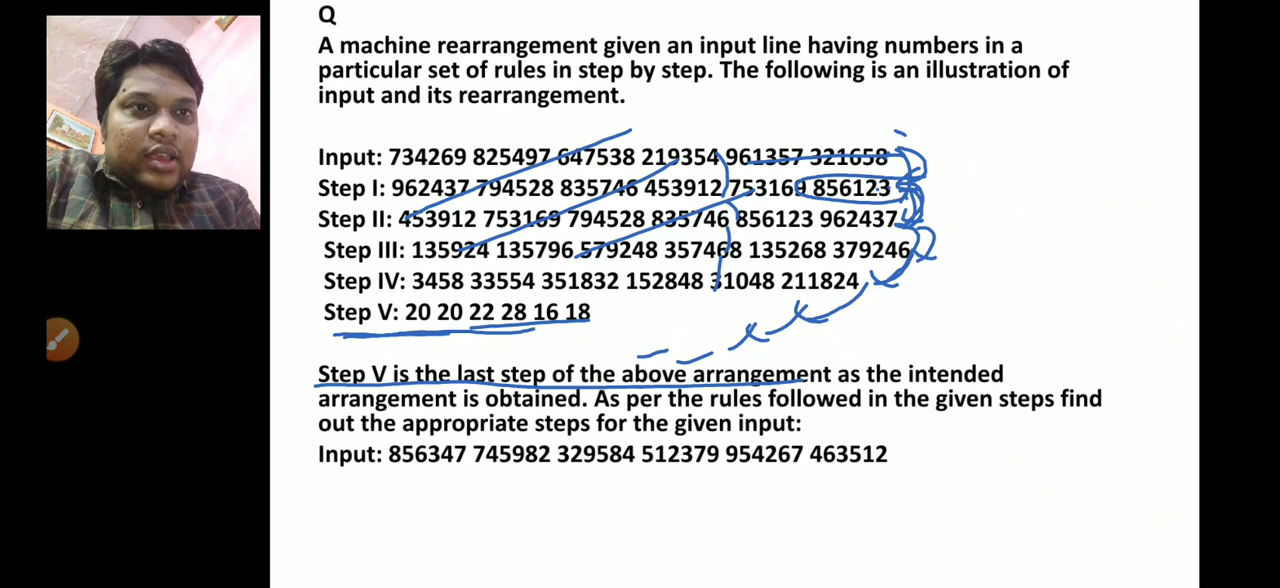 Q
A machine rearrangement given an input line having numbers in a
particular set of rules in step by step. The following is an illustration of
input and its rearrangement.
Input: 734269 825497 647538 219354 961357 321658
Step I: 962437 794528 835746 453912 753169 856123
Step II: 453912 753169 794528 835746 856123 962437
Step III: 135924 135796 579248 357468 135268 379246
Step IV: 3458 33554 351832 152848 31048 211824
Step V: 20 20 22 28 16 18
Step V is the last step of the above arrangement as the intended
arrangement is obtained. As per the rules followed in the given steps find
out the appropriate steps for the given input:
Input: 856347 745982 329584 512379 954267 463512